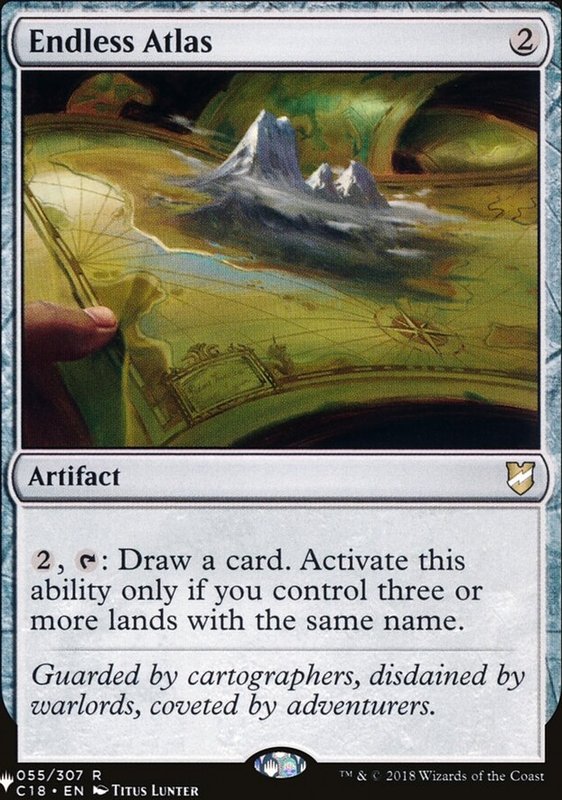 Endless Atlas 2
Artifact
2, : Draw a card. Activate this
ability only if you control three or
more lands with the same name.
Guarded by cartographers, disdained by
warlords, coveted by adventurers.
055/307 R
C18 • EN Titus Lunter
™ & © 2018 Wizards of the Coast